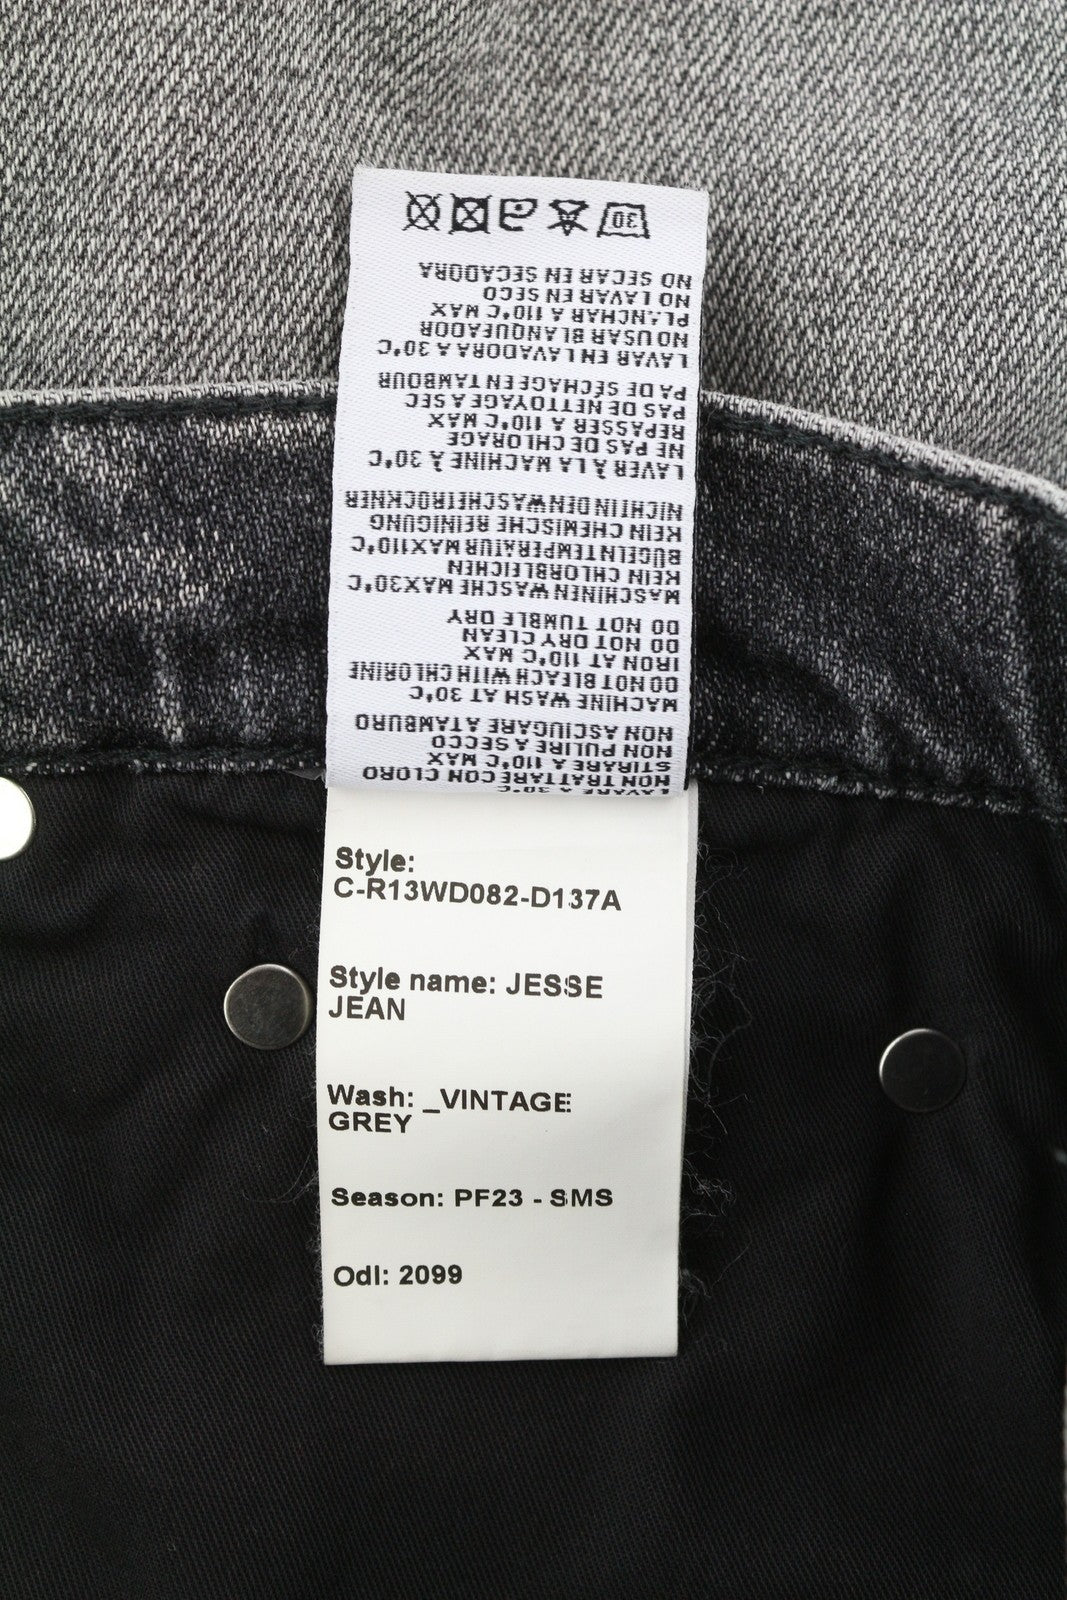 LAVARE A 30°C
NON TRATTARE CON CLORO
STIRARE A 110°C MAX
NON PULIRE A SECCO
NON ASCIUGARE A TAMBURO
MACHINE WASH AT 30°C
DO NOT BLEACH WITH CHLORINE
IRON AT 110°C MAX
DO NOT DRY CLEAN
DO NOT TUMBLE DRY
MASCHINEN WASCHE MAX30°C
KEIN CHLORBLEICHEN
BÜGELNTEMPERATUR MAX110°C
KEIN CHEMISCHE REINIGUNG
NICHT IN DEN WASCHETROCKNER
LAVER À LA MACHINE À 30°C
NE PAS DE CHLORAGE
REPASSER A 110°C MAX
PAS DE NETTOYAGE A SEC
PA DE SÉCHAGE EN TAMBOUR
LAVAR EN LAVADORA A 30°C
NO USAR BLANQUEADOR
PLANCHAR A 110°C MAX
NO LAVAR EN SECO
NO SECAR EN SECADORA
30
Style:
C-R13WD082-D137A
Style name: JESSE
JEAN
Wash: _VINTAGE
GREY
Season: PF23 - SMS
Odl: 2099